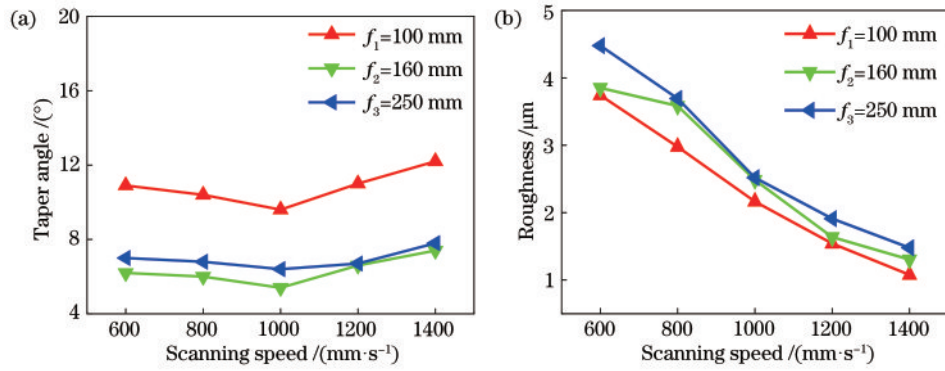 (a)
20
16
12
8
4
Taper angle /(°)
f₁=100 mm
f₂=160 mm
f₃=250 mm
600 800 1000 1200 1400
Scanning speed /(mm·s⁻¹)
(b)
5
4
3
2
1
Roughness /μm
f₁=100 mm
f₂=160 mm
f₃=250 mm
600 800 1000 1200 1400
Scanning speed /(mm·s⁻¹)